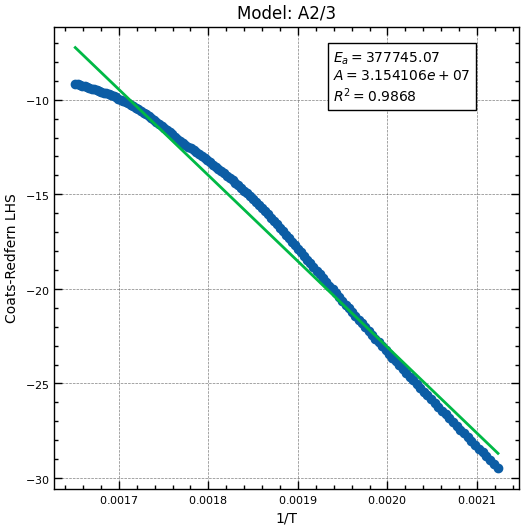 Model: A2/3
E_a = 377745.07
A = 3.154106e + 07
R² = 0.9868
−10
−15
−20
−25
−30
Coats-Redfern LHS
0.0017 0.0018 0.0019 0.0020 0.0021
1/T